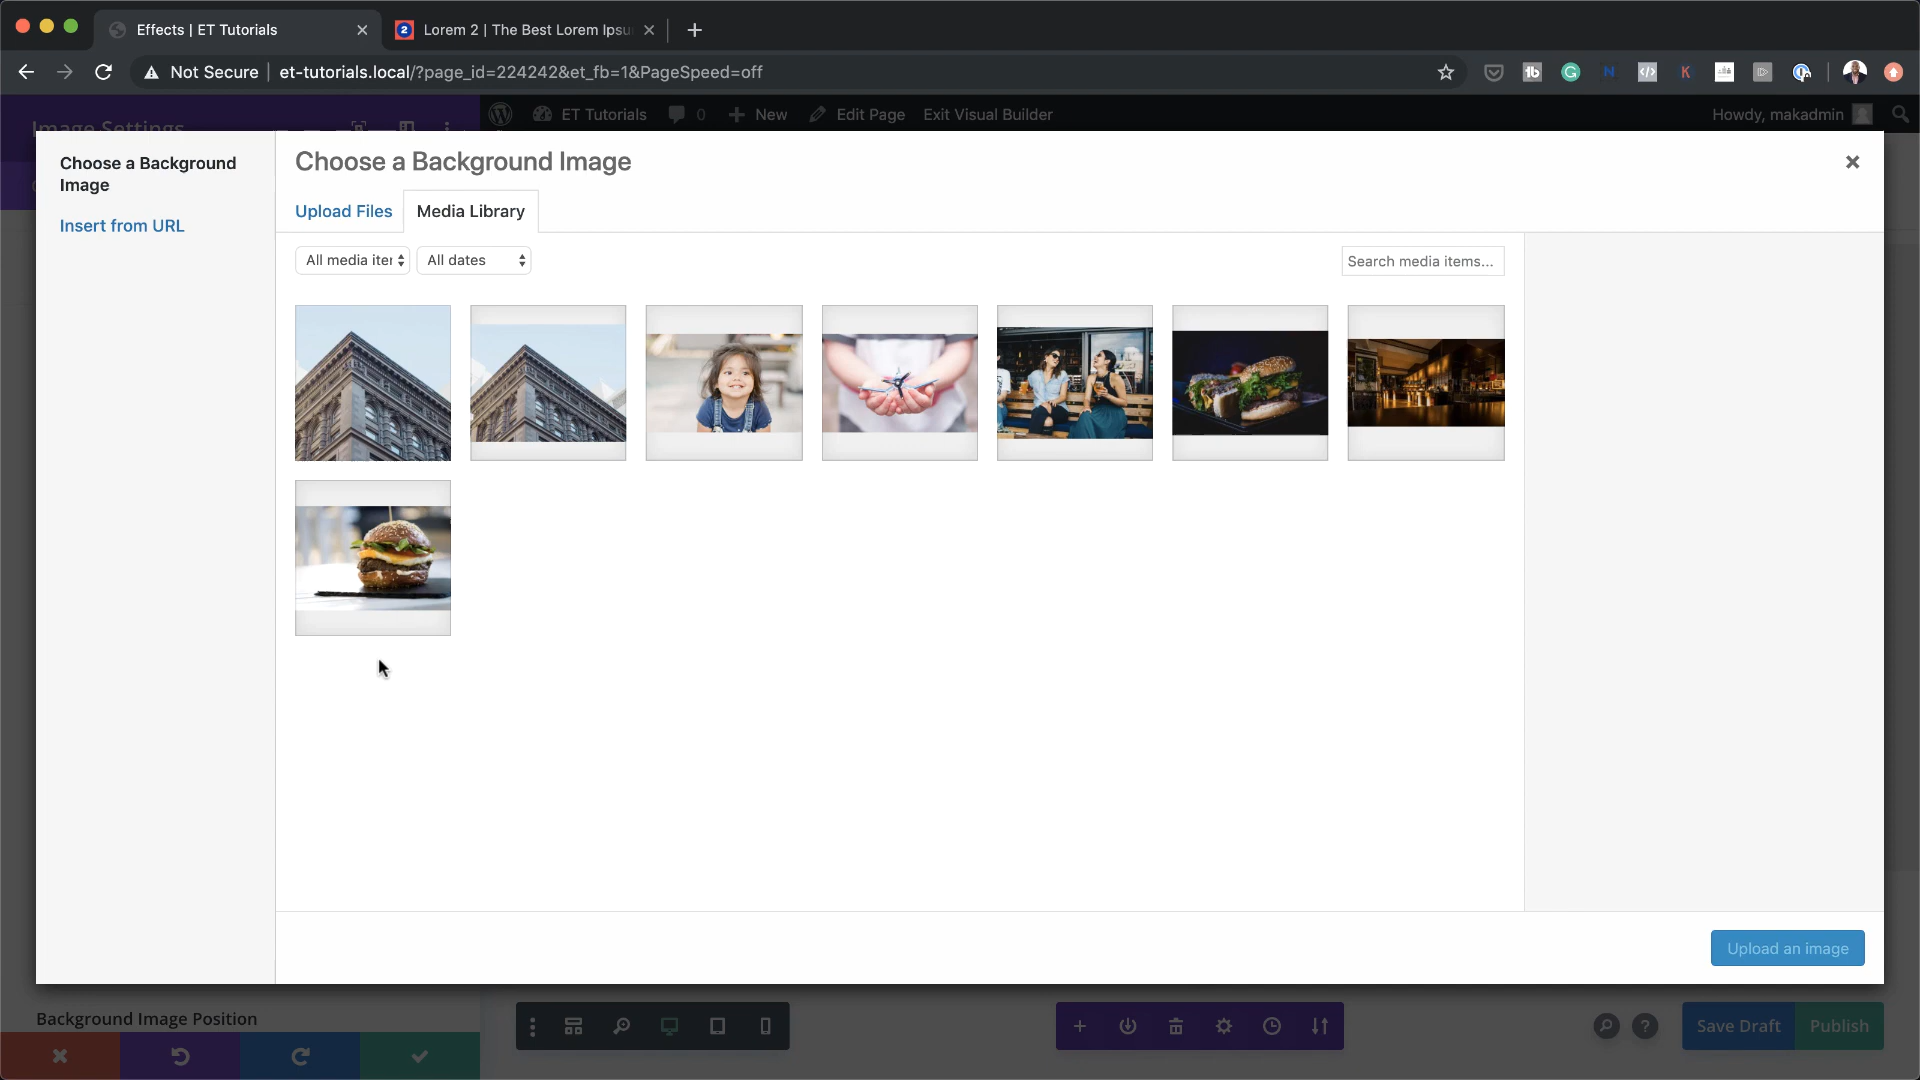 Effects | ET Tutorials
2 Lorem 2 | The Best Lorem Ipsu
Not Secure | et-tutorials.local/?page_id=224242&et_fb=1&PageSpeed=off
Image Settings
ET Tutorials 0 New Edit Page Exit Visual Builder Howdy, makadmin
Choose a Background Image
Insert from URL
Choose a Background Image
Upload Files Media Library
All media iter All dates Search media items...
Upload an image
Background Image Position
Save Draft Publish